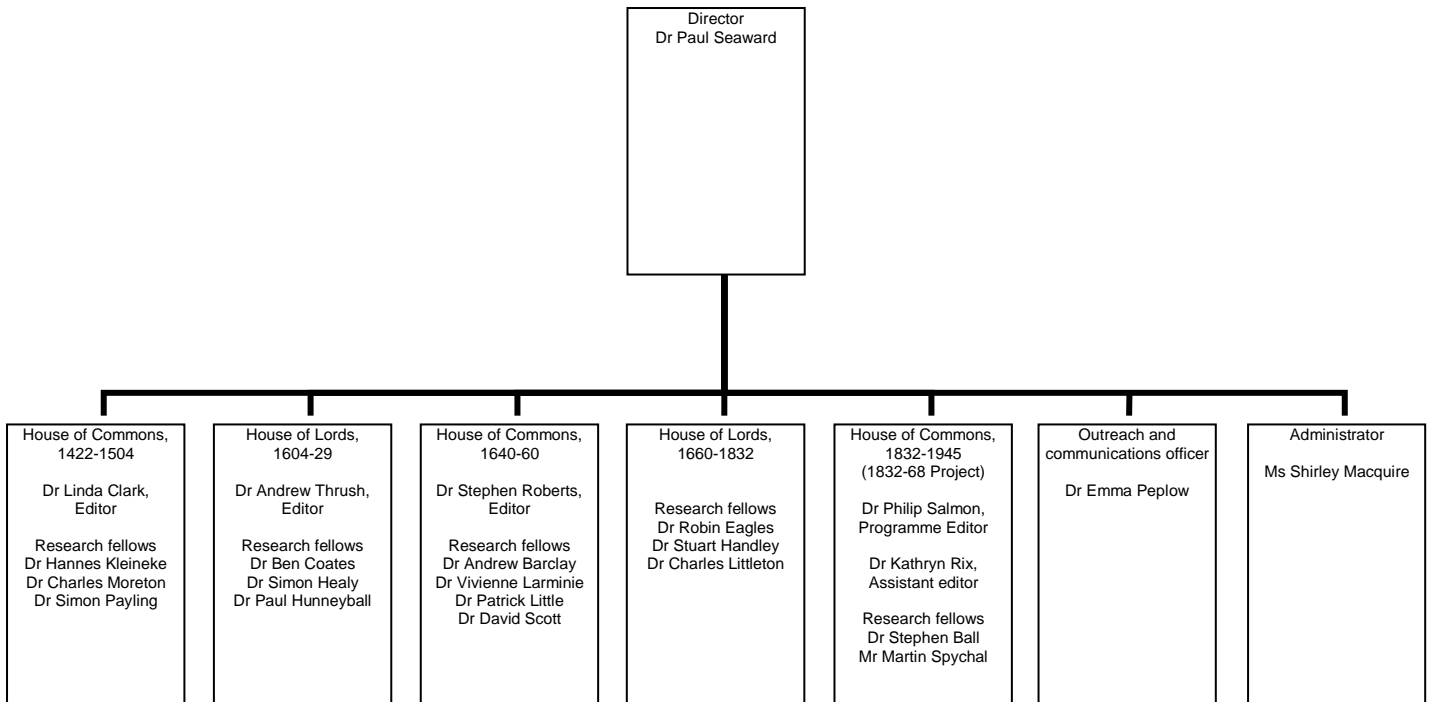 Director
Dr Paul Seaward
House of Commons,
1422-1504
Dr Linda Clark,
Editor
Research fellows
Dr Hannes Kleineke
Dr Charles Moreton
Dr Simon Payling
House of Lords,
1604-29
Dr Andrew Thrush,
Editor
Research fellows
Dr Ben Coates
Dr Simon Healy
Dr Paul Hunneyball
House of Commons,
1640-60
Dr Stephen Roberts,
Editor
Research fellows
Dr Andrew Barclay
Dr Vivienne Larminie
Dr Patrick Little
Dr David Scott
House of Lords,
1660-1832
Research fellows
Dr Robin Eagles
Dr Stuart Handley
Dr Charles Littleton
House of Commons,
1832-1945
(1832-68 Project)
Dr Philip Salmon,
Programme Editor
Dr Kathryn Rix,
Assistant editor
Research fellows
Dr Stephen Ball
Mr Martin Spychal
Outreach and
communications officer
Dr Emma Peplow
Administrator
Ms Shirley Macquire